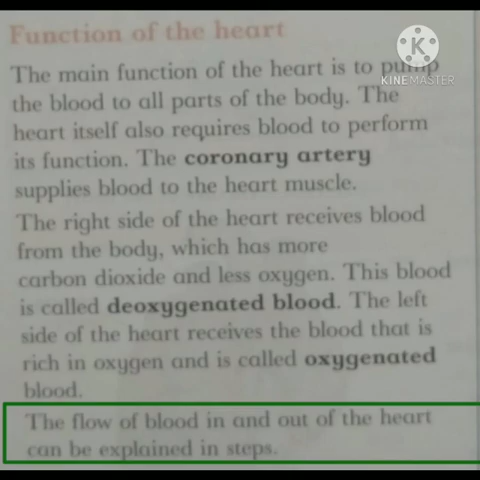 Function of the heart
The main function of the heart is to pump
the blood to all parts of the body. The
heart itself also requires blood to perform
its function. The coronary artery
supplies blood to the heart muscle.
The right side of the heart receives blood
from the body, which has more
carbon dioxide and less oxygen. This blood
is called deoxygenated blood. The left
side of the heart receives the blood that is
rich in oxygen and is called oxygenated
blood.
The flow of blood in and out of the heart
can be explained in steps.
K
KINEMASTER